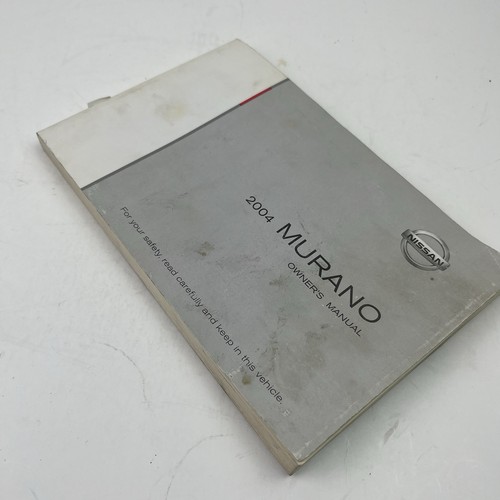 2004 MURANO
OWNER'S MANUAL
NISSAN
For your safety, read carefully and keep in this vehicle.